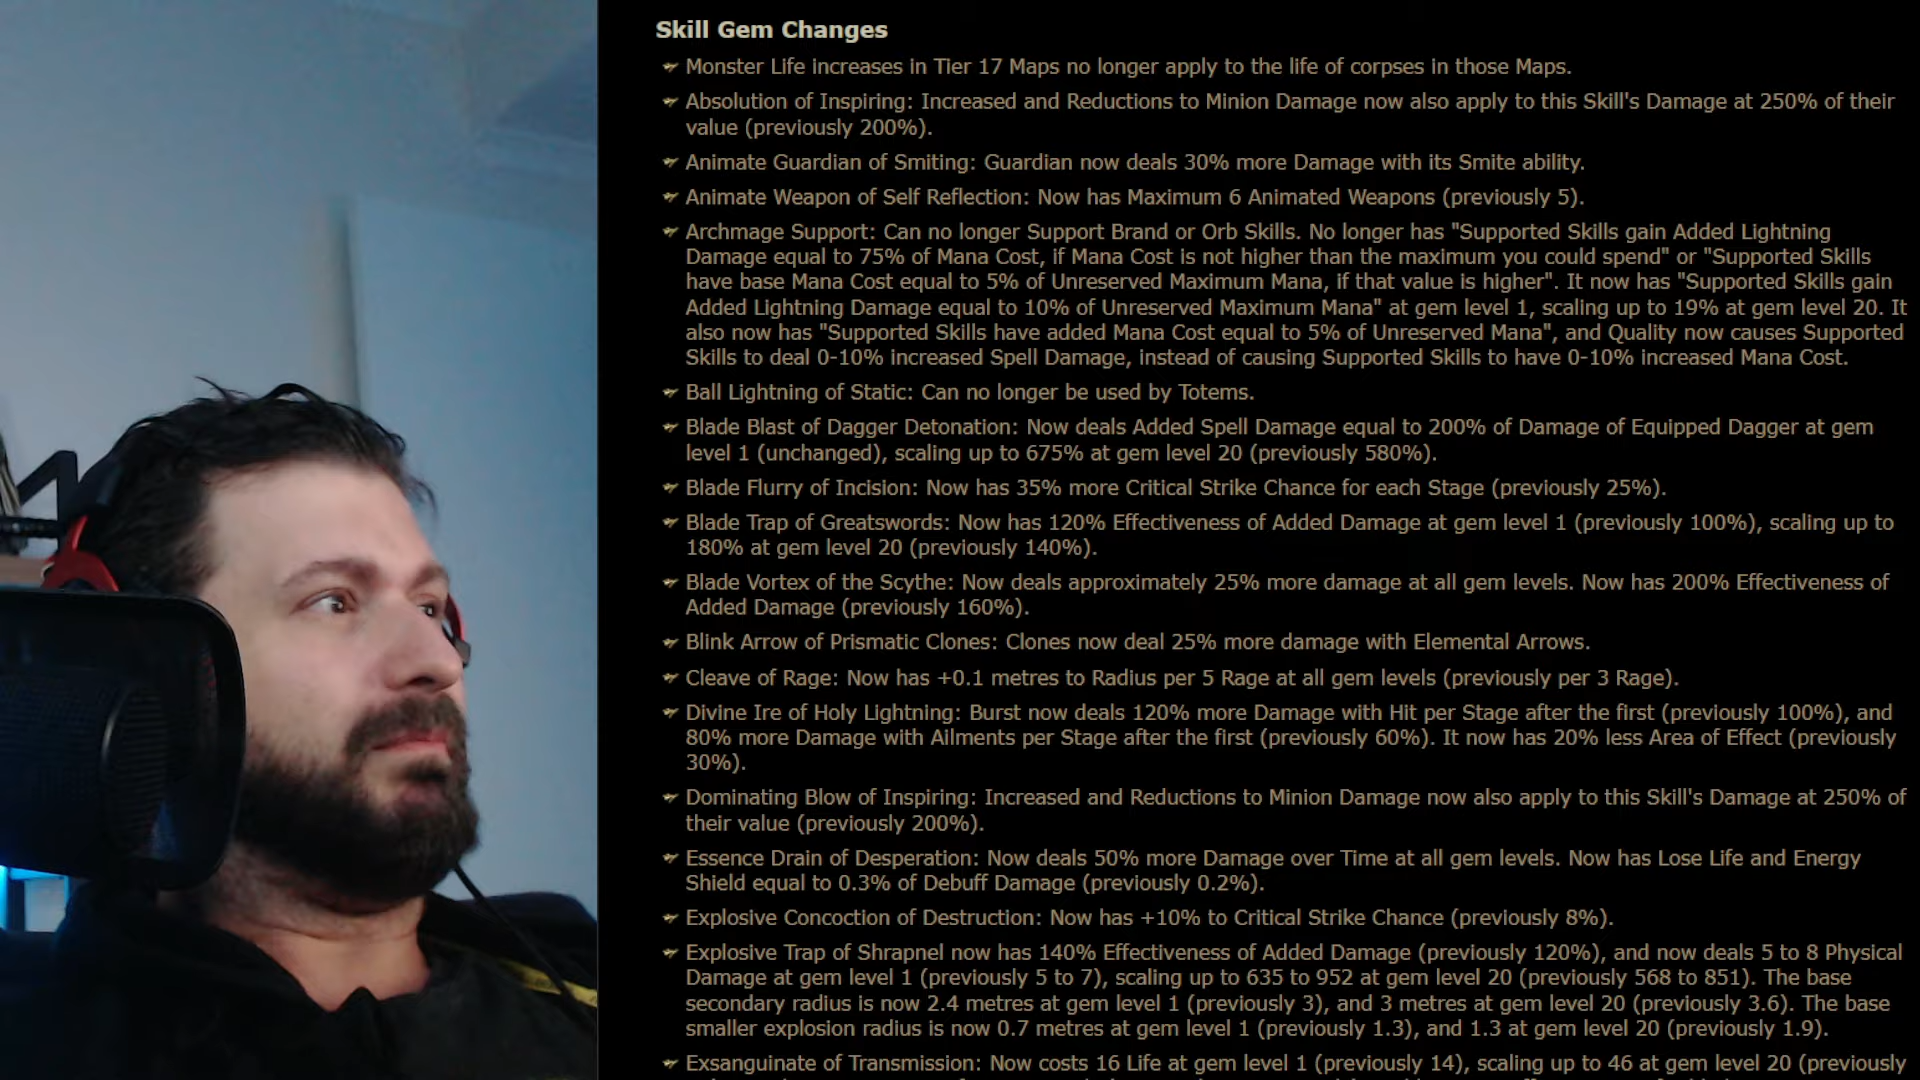 Skill Gem Changes
Monster Life increases in Tier 17 Maps no longer apply to the life of corpses in those Maps.
Absolution of Inspiring: Increased and Reductions to Minion Damage now also apply to this Skill's Damage at 250% of their
value (previously 200%).
Animate Guardian of Smiting: Guardian now deals 30% more Damage with its Smite ability.
Animate Weapon of Self Reflection: Now has Maximum 6 Animated Weapons (previously 5).
Archmage Support: Can no longer Support Brand or Orb Skills. No longer has "Supported Skills gain Added Lightning
Damage equal to 75% of Mana Cost, if Mana Cost is not higher than the maximum you could spend" or "Supported Skills
have base Mana Cost equal to 5% of Unreserved Maximum Mana, if that value is higher". It now has "Supported Skills gain
Added Lightning Damage equal to 10% of Unreserved Maximum Mana" at gem level 1, scaling up to 19% at gem level 20. It
also now has "Supported Skills have added Mana Cost equal to 5% of Unreserved Mana", and Quality now causes Supported
Skills to deal 0-10% increased Spell Damage, instead of causing Supported Skills to have 0-10% increased Mana Cost.
Ball Lightning of Static: Can no longer be used by Totems.
Blade Blast of Dagger Detonation: Now deals Added Spell Damage equal to 200% of Damage of Equipped Dagger at gem
level 1 (unchanged), scaling up to 675% at gem level 20 (previously 580%).
Blade Flurry of Incision: Now has 35% more Critical Strike Chance for each Stage (previously 25%).
Blade Trap of Greatswords: Now has 120% Effectiveness of Added Damage at gem level 1 (previously 100%), scaling up to
180% at gem level 20 (previously 140%).
Blade Vortex of the Scythe: Now deals approximately 25% more damage at all gem levels. Now has 200% Effectiveness of
Added Damage (previously 160%).
Blink Arrow of Prismatic Clones: Clones now deal 25% more damage with Elemental Arrows.
Cleave of Rage: Now has +0.1 metres to Radius per 5 Rage at all gem levels (previously per 3 Rage).
Divine Ire of Holy Lightning: Burst now deals 120% more Damage with Hit per Stage after the first (previously 100%), and
80% more Damage with Ailments per Stage after the first (previously 60%). It now has 20% less Area of Effect (previously
30%).
Dominating Blow of Inspiring: Increased and Reductions to Minion Damage now also apply to this Skill's Damage at 250% of
their value (previously 200%).
Essence Drain of Desperation: Now deals 50% more Damage over Time at all gem levels. Now has Lose Life and Energy
Shield equal to 0.3% of Debuff Damage (previously 0.2%).
Explosive Concoction of Destruction: Now has +10% to Critical Strike Chance (previously 8%).
Explosive Trap of Shrapnel now has 140% Effectiveness of Added Damage (previously 120%), and now deals 5 to 8 Physical
Damage at gem level 1 (previously 5 to 7), scaling up to 635 to 952 at gem level 20 (previously 568 to 851). The base
secondary radius is now 2.4 metres at gem level 1 (previously 3), and 3 metres at gem level 20 (previously 3.6). The base
smaller explosion radius is now 0.7 metres at gem level 1 (previously 1.3), and 1.3 at gem level 20 (previously 1.9).
Exsanguinate of Transmission: Now costs 16 Life at gem level 1 (previously 14), scaling up to 46 at gem level 20 (previously